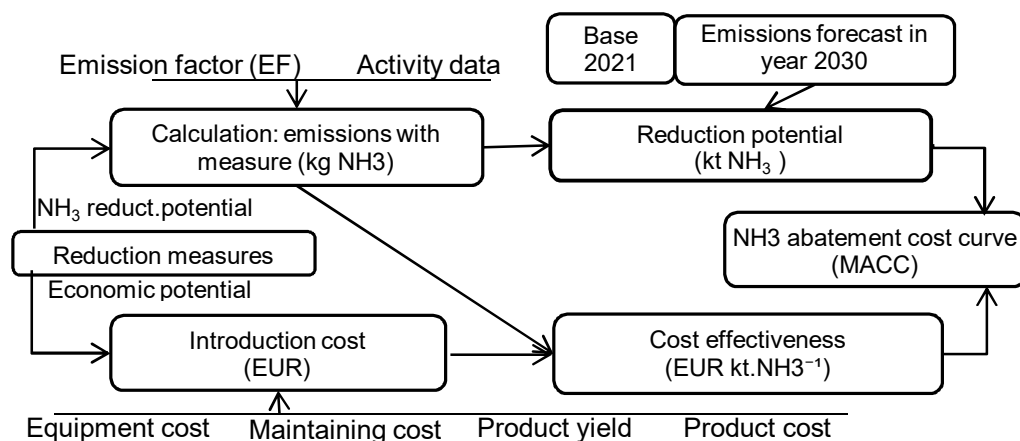 Base
2021
Emissions forecast in
year 2030
Emission factor (EF)
Activity data
Calculation: emissions with
measure (kg NH3)
Reduction potential
(kt NH₃ )
NH₃ reduct.potential
Reduction measures
Economic potential
NH3 abatement cost curve
(MACC)
Introduction cost
(EUR)
Cost effectiveness
(EUR kt.NH3⁻¹)
Equipment cost
Maintaining cost
Product yield
Product cost